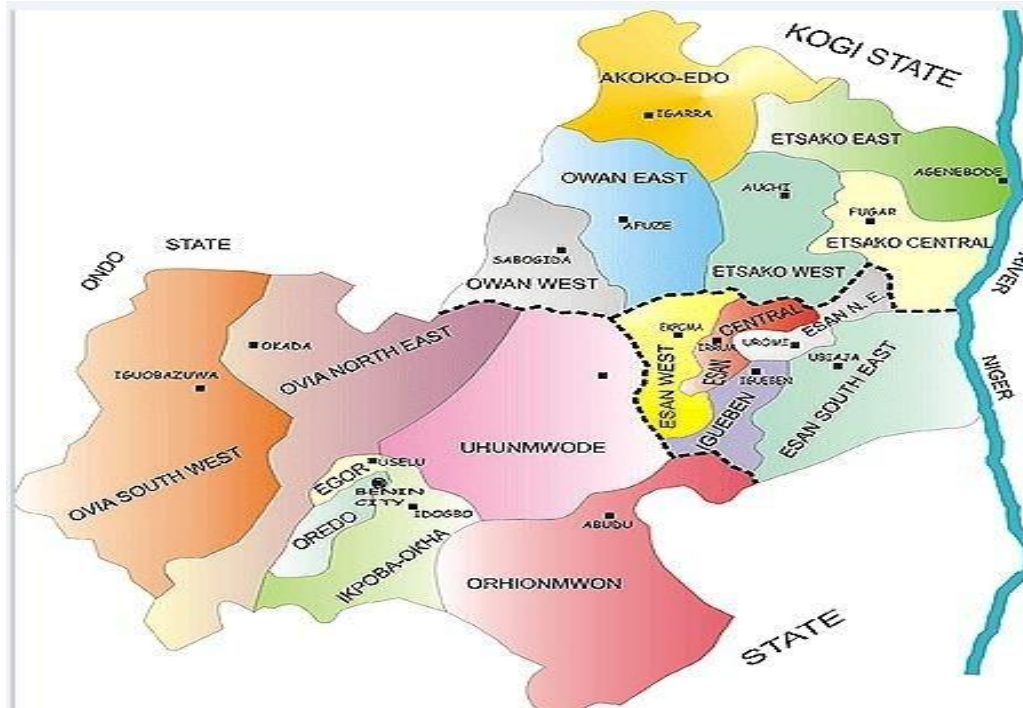 KOGI STATE
AKOKO-EDO
IGARRA
ETSAKO EAST
AGENEBODE
OWAN EAST
AUCHI
FUGAR
AFUZE
ETSAKO CENTRAL
STATE
ONDO
SABOGIDA
OWAN WEST
ETSAKO WEST
RIVER
NIGER
ESAN N. E.
CENTRAL
ESAN
EKPOMA
IRRUA
UROMI
UBIAJA
OKADA
OVIA NORTH EAST
IGUOBAZUWA
ESAN WEST
IGUEBEN
IGUEBEN
ESAN SOUTH EAST
UHUNMWODE
OVIA SOUTH WEST
EGOR
USELU
BENIN
CITY
IDOGBO
OREDO
ABUDU
IKPOBA-OKHA
ORHIONMWON
STATE